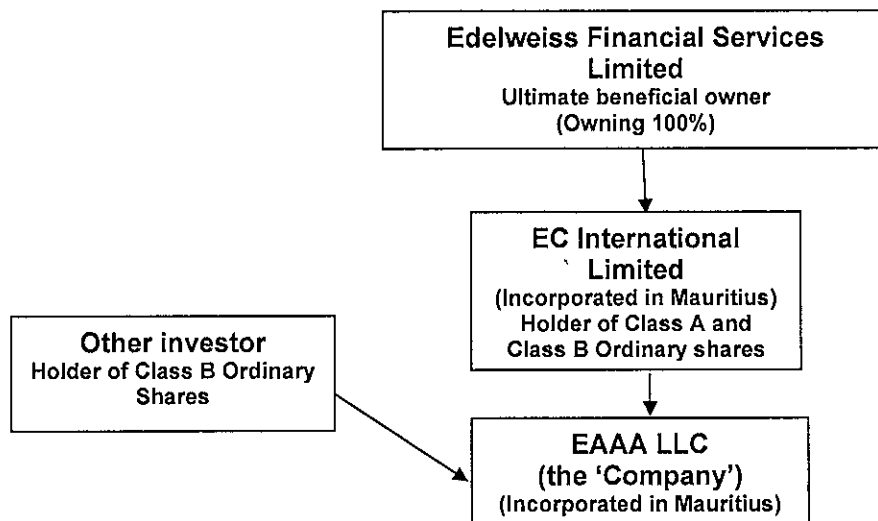 Edelweiss Financial Services
Limited
Ultimate beneficial owner
(Owning 100%)
EC International
Limited
(Incorporated in Mauritius)
Holder of Class A and
Class B Ordinary shares
Other investor
Holder of Class B Ordinary
Shares
EAAA LLC
(the ‘Company’)
(Incorporated in Mauritius)